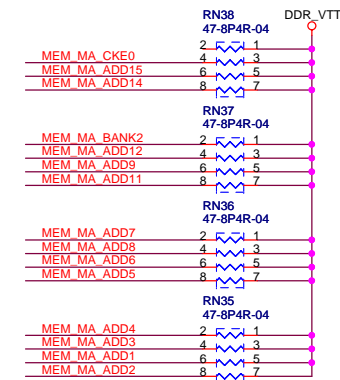 RN38 DDR_VTT
47-8P4R-04
2 1
MEM_MA_CKE0 4 3
MEM_MA_ADD15 6 5
MEM_MA_ADD14 8 7
RN37
47-8P4R-04
MEM_MA_BANK2 2 1
MEM_MA_ADD12 4 3
MEM_MA_ADD9 6 5
MEM_MA_ADD11 8 7
RN36
47-8P4R-04
MEM_MA_ADD7 2 1
MEM_MA_ADD8 4 3
MEM_MA_ADD6 6 5
MEM_MA_ADD5 8 7
RN35
47-8P4R-04
MEM_MA_ADD4 2 1
MEM_MA_ADD3 4 3
MEM_MA_ADD1 6 5
MEM_MA_ADD2 8 7